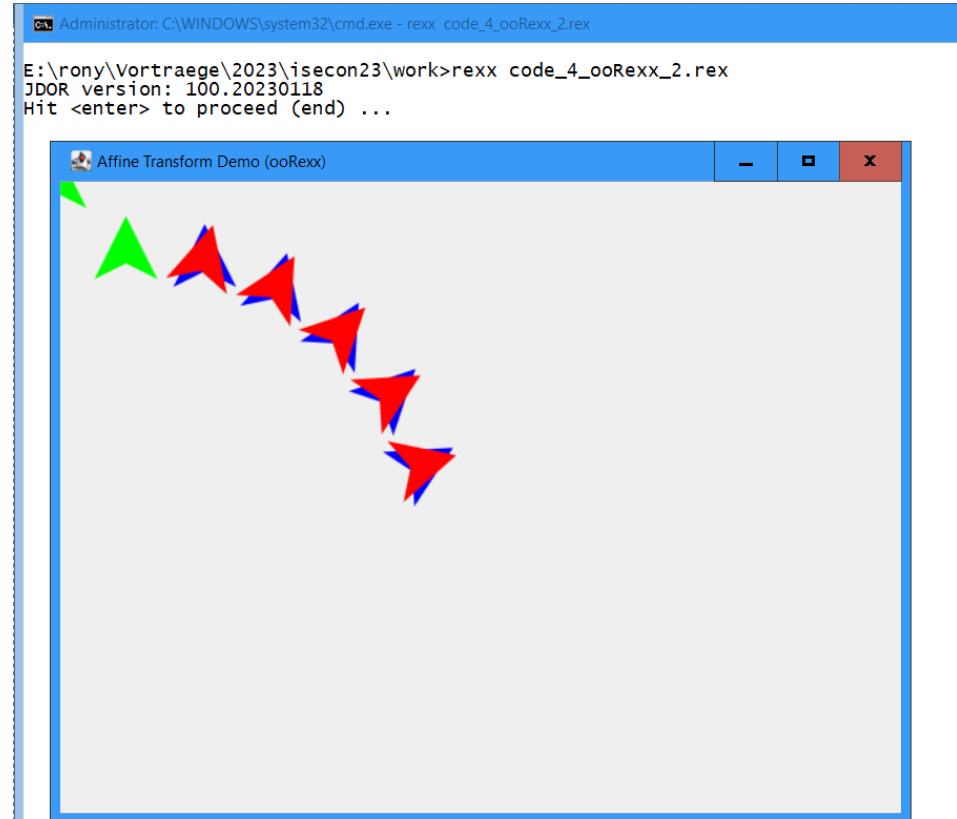 Administrator: C:\WINDOWS\system32\cmd.exe - rexx  code_4_ooRexx_2.rex
E:\rony\Vortraege\2023\isecon23\work>rexx code_4_ooRexx_2.rex
JDOR version: 100.20230118
Hit <enter> to proceed (end) ...
Affine Transform Demo (ooRexx)